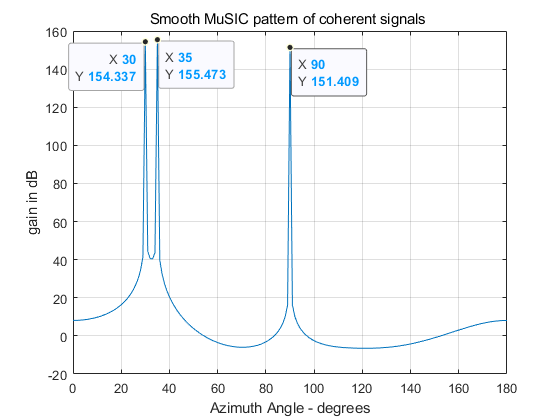 Smooth MuSIC pattern of coherent signals
160
140
120
100
80
60
40
20
0
-20
gain in dB
X 30
Y 154.337
X 35
Y 155.473
X 90
Y 151.409
0 20 40 60 80 100 120 140 160 180
Azimuth Angle - degrees